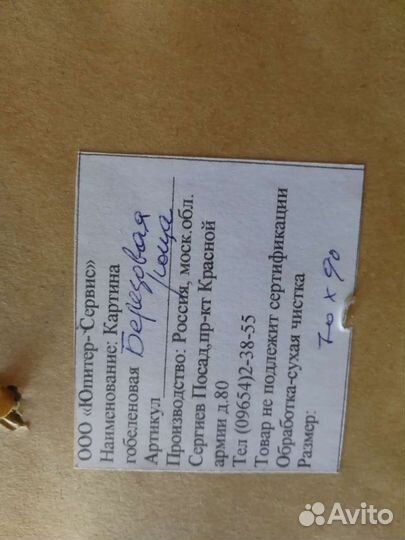 ООО «Юпитер-Сервис»
Наименование: Картина
гобеленовая Березовая
Артикул роща
Производство: Россия, моск.обл.
Сергиев Посад,пр-кт Красной
армии д.80
Тел (09654)2-38-55
Товар не подлежит сертификации
Обработка-сухая чистка
Размер: 70 x 90
Avito